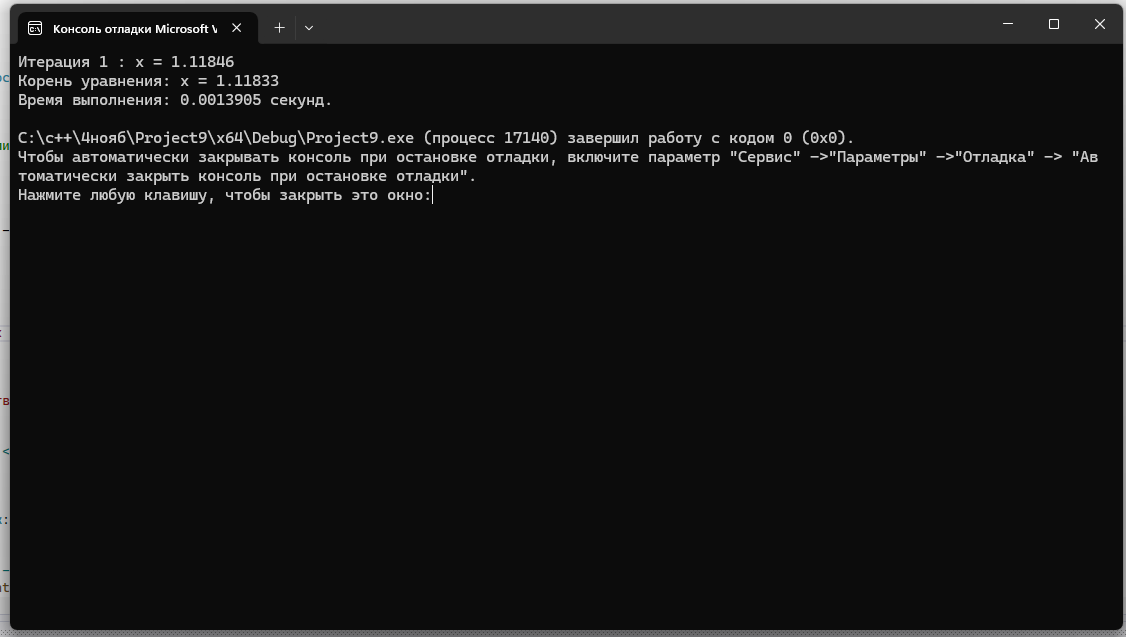 Консоль отладки Microsoft V
Итерация 1 : x = 1.11846
Корень уравнения: x = 1.11833
Время выполнения: 0.0013905 секунд.
C:\c++\4нояб\Project9\x64\Debug\Project9.exe (процесс 17140) завершил работу с кодом 0 (0x0).
Чтобы автоматически закрывать консоль при остановке отладки, включите параметр "Сервис" ->"Параметры" ->"Отладка" -> "Ав
томатически закрыть консоль при остановке отладки".
Нажмите любую клавишу, чтобы закрыть это окно: